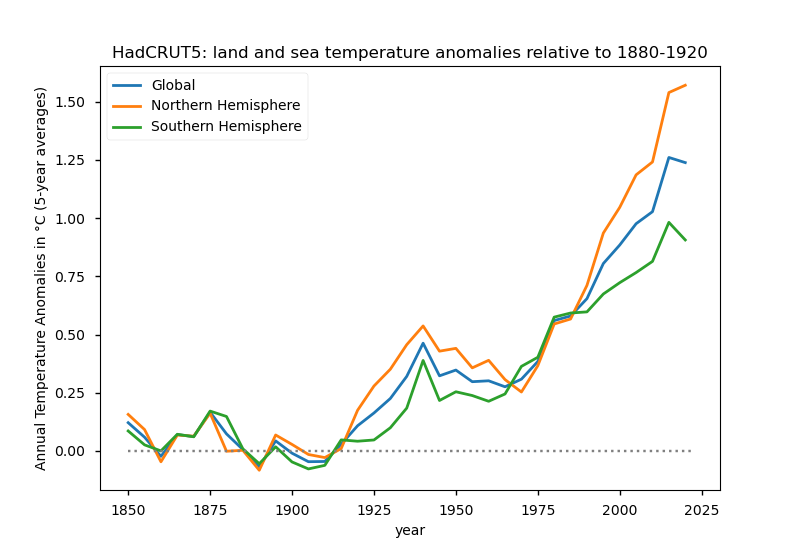 HadCRUT5: land and sea temperature anomalies relative to 1880-1920
Annual Temperature Anomalies in °C (5-year averages)
Global
Northern Hemisphere
Southern Hemisphere
1.50
1.25
1.00
0.75
0.50
0.25
0.00
1850 1875 1900 1925 1950 1975 2000 2025
year